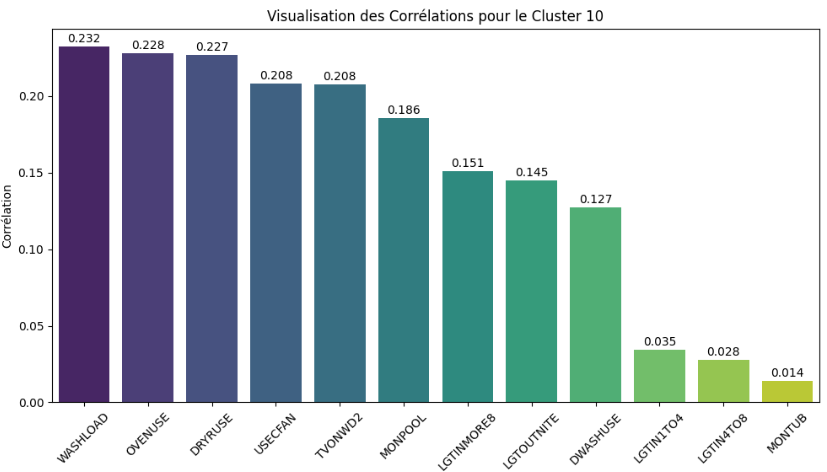 Visualisation des Corrélations pour le Cluster 10
0.232
0.228
0.227
0.208
0.208
0.186
0.151
0.145
0.127
0.035
0.028
0.014
Corrélation
0.20
0.15
0.10
0.05
0.00
WASHLOAD
OVENUSE
DRYRUSE
USECFAN
TVONWD2
MONPOOL
LGTINMORE8
LGTOUTNITE
DWASHUSE
LGTIN1TO4
LGTIN4TO8
MONTUB